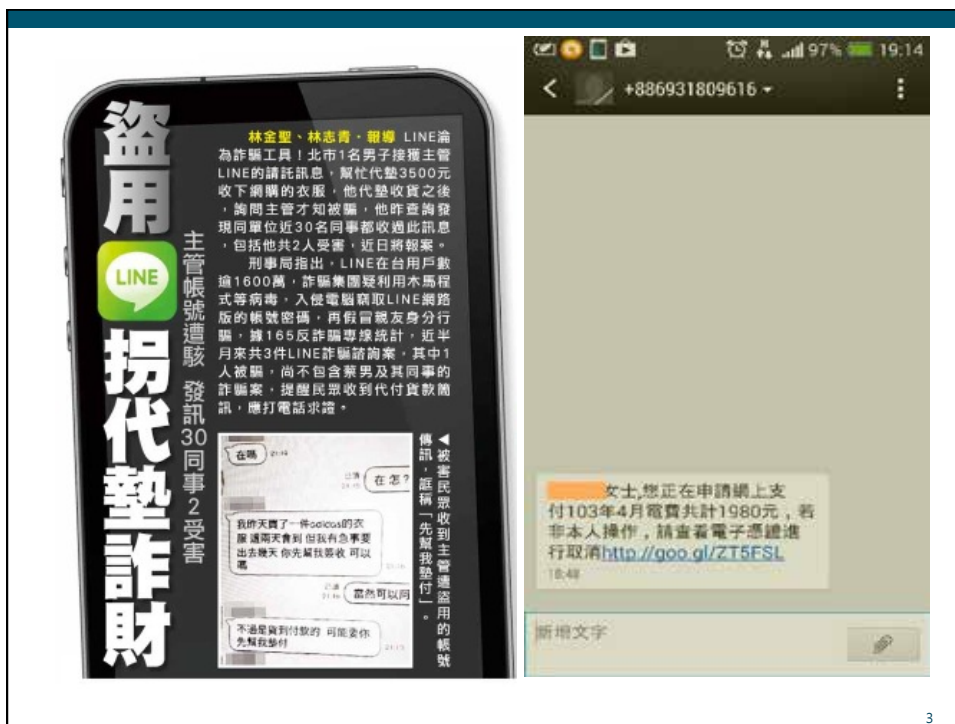 盜用
LINE
拐代墊詐財
主管帳號遭駭 發訊30同事2受害
林金聖、林志青‧報導 LINE淪
為詐騙工具！北市1名男子接獲主管
LINE的請託訊息，幫忙代墊3500元
收下網購的衣服，他代墊收貨之後
，詢問主管才知被騙，他昨查詢發
現同單位近30名同事都收過此訊息
，包括他共2人受害，近日將報案。
刑事局指出，LINE在台用戶數
逾1600萬，詐騙集團疑利用木馬程
式等病毒，入侵電腦竊取LINE網路
版的帳號密碼，再假冒親友身分行
騙，據165反詐騙專線統計，近半
月來共3件LINE詐騙諮詢案，其中1
人被騙，尚不包含蔡男及其同事的
詐騙案，提醒民眾收到代付貨款簡
訊，應打電話求證。
在嗎
已讀
在 怎?
我昨天買了一件adidas的衣
服 這兩天會到 但我有急事要
出去幾天 你先幫我簽收 可以
嗎
已讀
當然可以阿
不過是貨到付款的 可能要你
先幫我墊付
◀被害民眾收到主管遭盜用的帳號
傳訊，誆稱「先幫我墊付」。
97% 19:14
+886931809616
女士,您正在申請網上支
付103年4月電費共計1980元，若
非本人操作，請查看電子憑證進
行取消http://goo.gl/ZT5FSL
18:48
新增文字
3